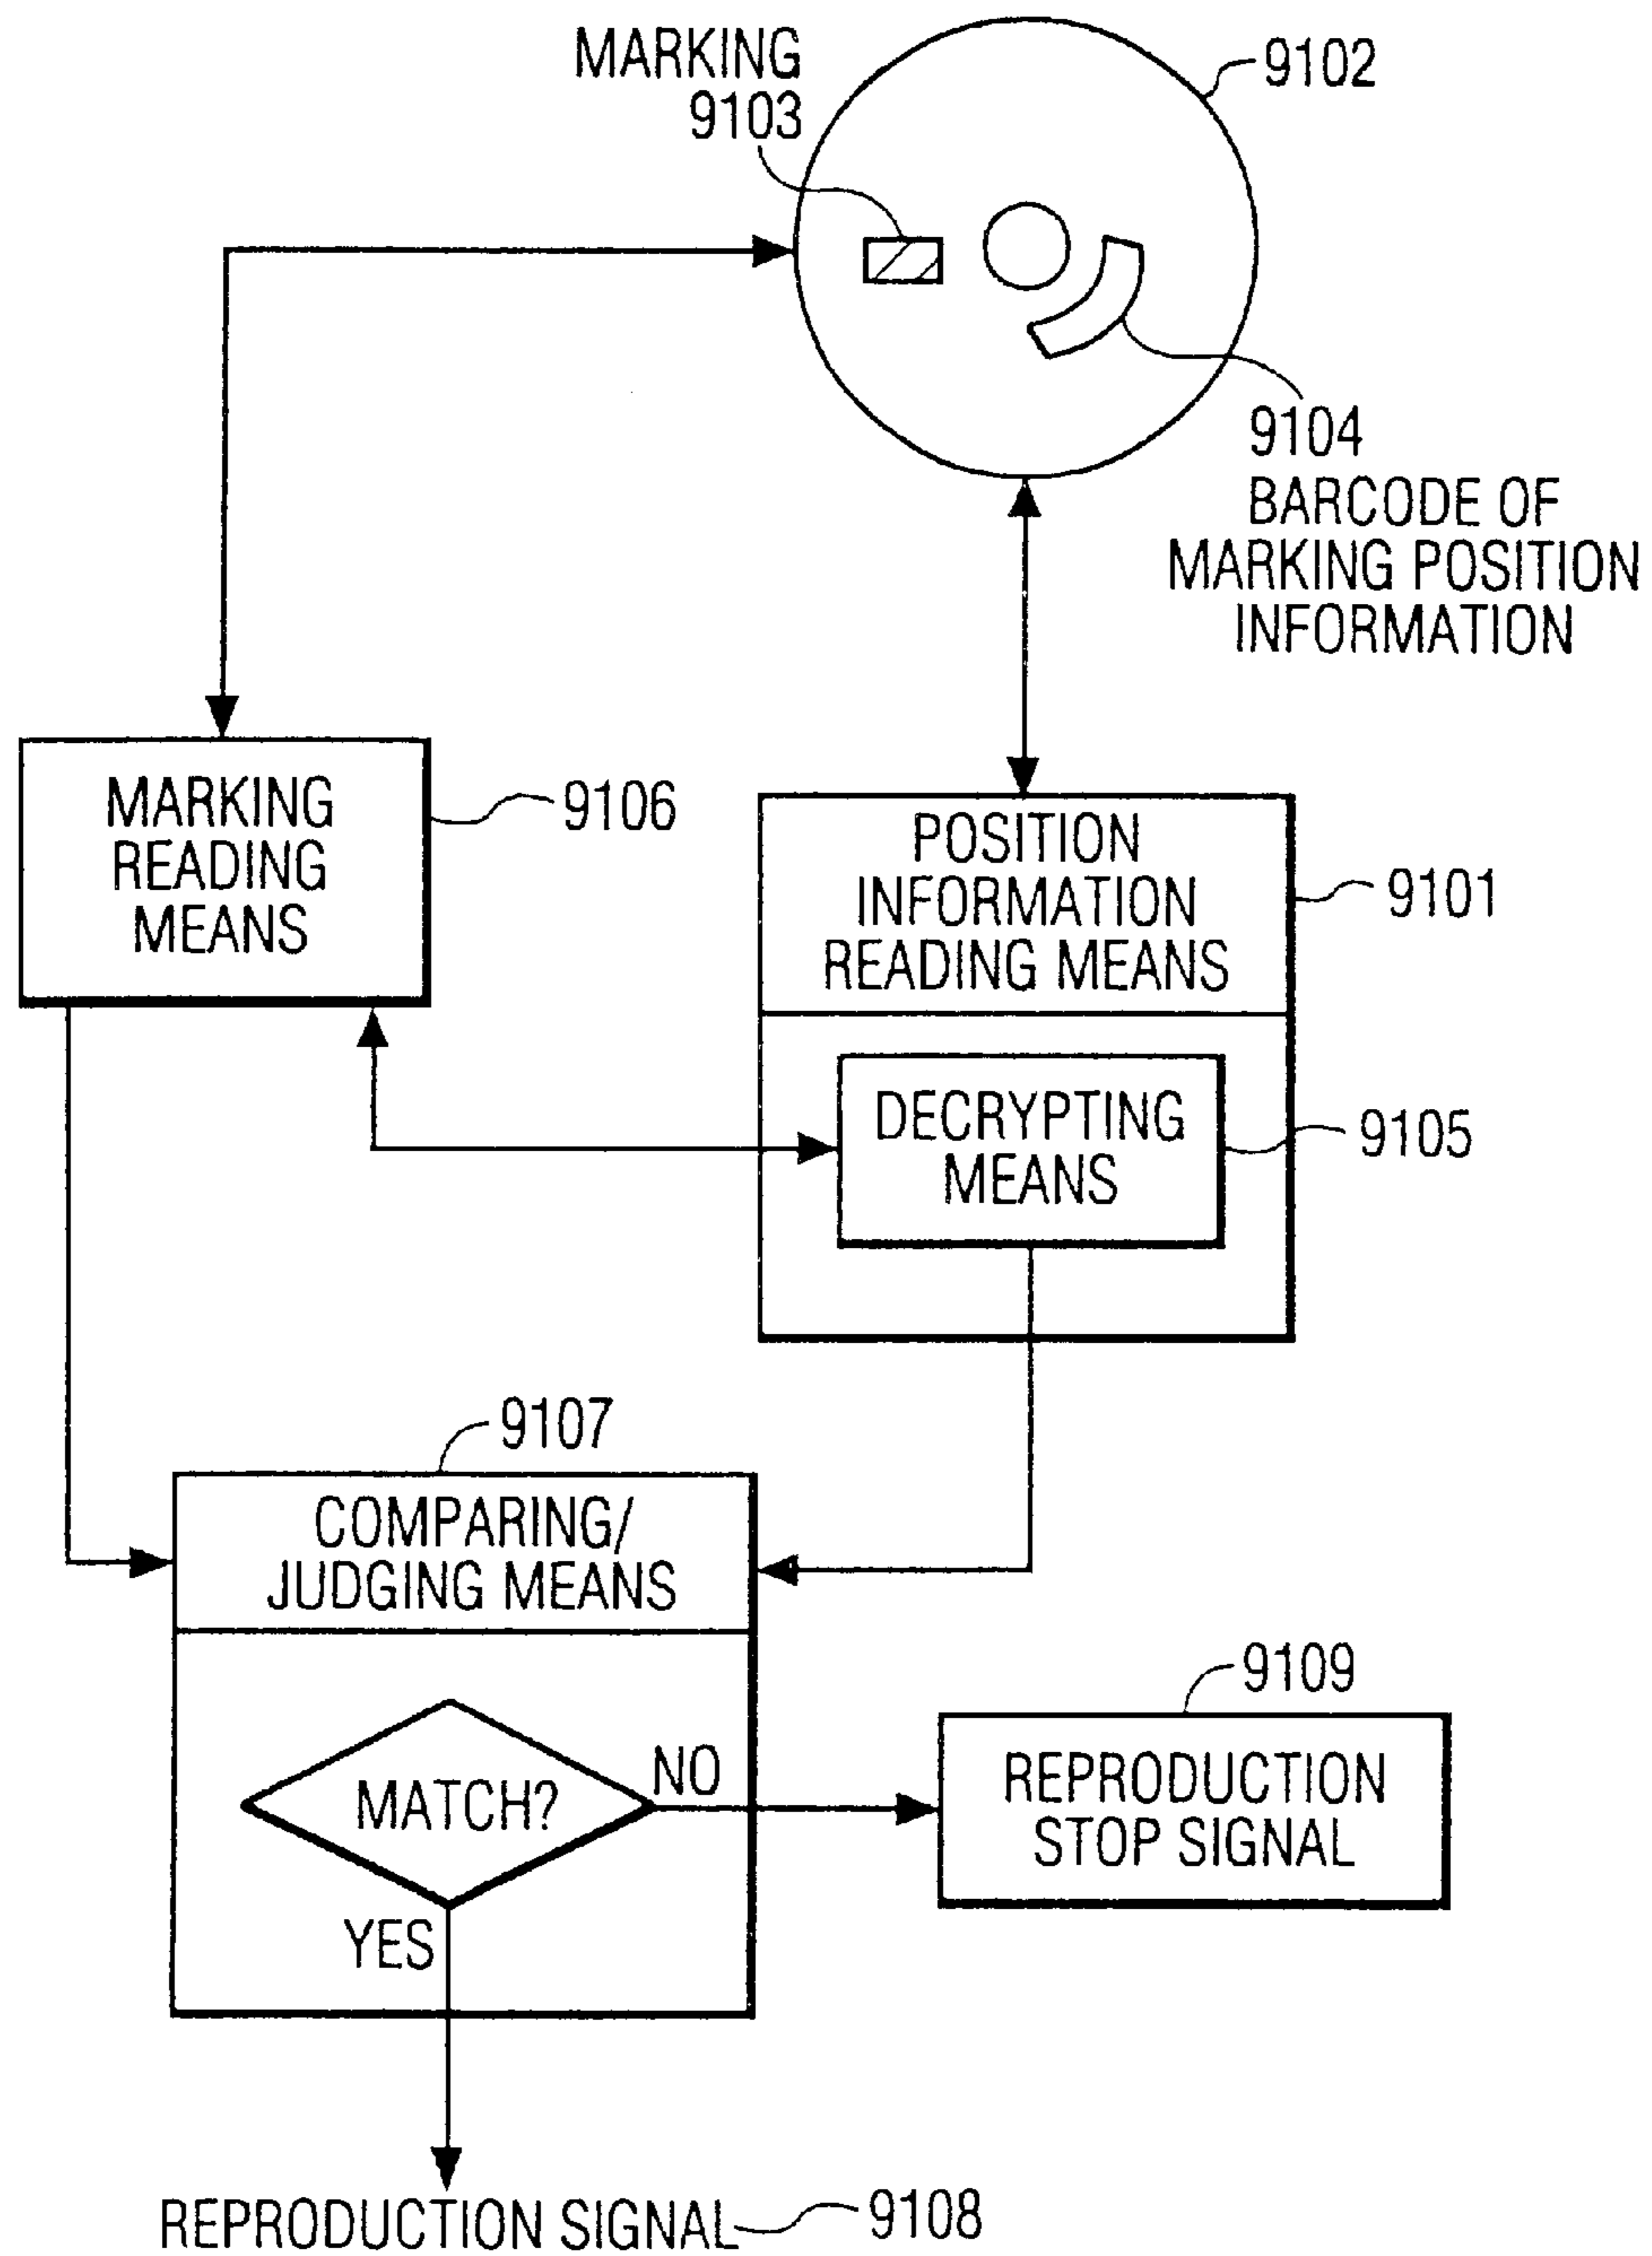 MARKING
9103
9102
9104
BARCODE OF
MARKING POSITION
INFORMATION
MARKING
READING
MEANS
9106
POSITION
INFORMATION
READING MEANS
9101
DECRYPTING
MEANS
9105
9107
COMPARING/
JUDGING MEANS
MATCH?
NO
YES
9109
REPRODUCTION
STOP SIGNAL
REPRODUCTION SIGNAL
9108